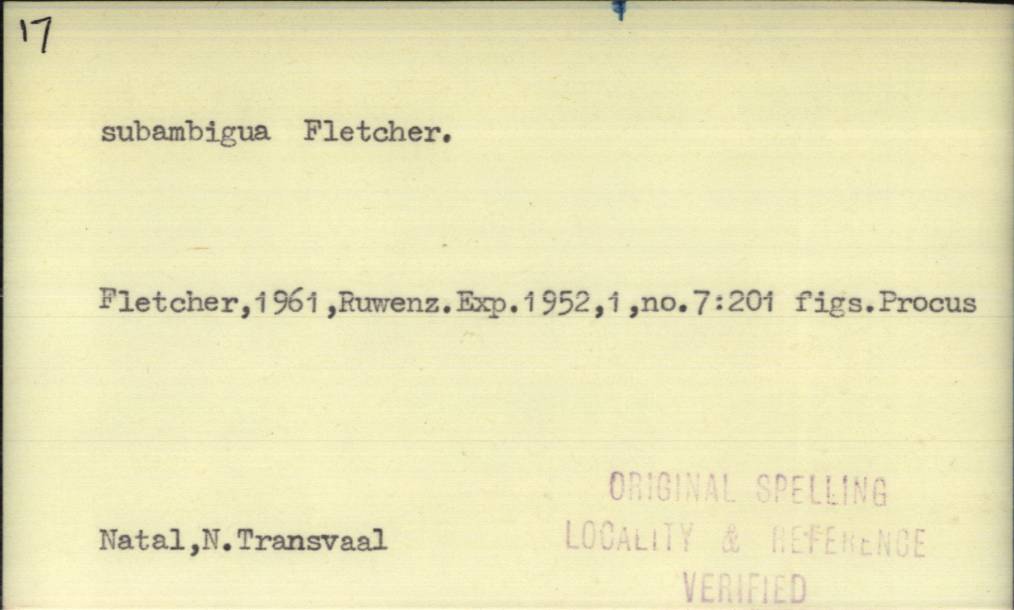 17
subambigua Fletcher.
Fletcher,1961,Ruwenz.Exp.1952,1,no.7:201 figs.Procus
Natal,N.Transvaal
ORIGINAL SPELLING
LOCALITY & REFERENCE
VERIFIED